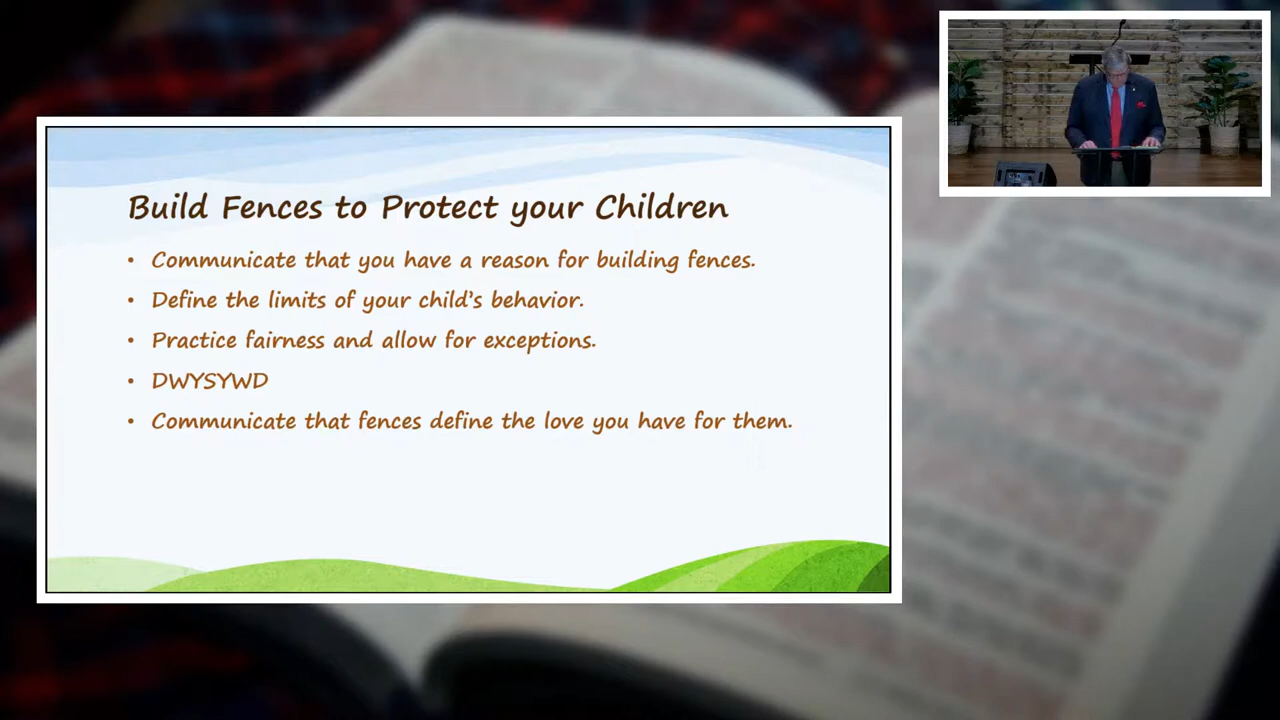 Build Fences to Protect your Children
• Communicate that you have a reason for building fences.
• Define the limits of your child's behavior.
• Practice fairness and allow for exceptions.
• DWYSYWD
• Communicate that fences define the love you have for them.